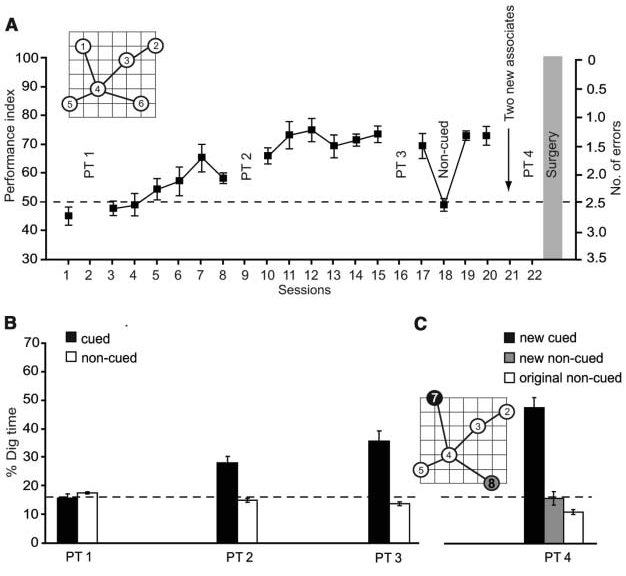 A
1
2
3
4
5
6
Performance index
100
90
80
70
60
50
40
30
PT 1
PT 2
PT 3
Non-cued
Two new associates
PT 4
Surgery
0
0.5
1.0
1.5
2.0
2.5
3.0
3.5
No. of errors
1 2 3 4 5 6 7 8 9 10 11 12 13 14 15 16 17 18 19 20 21 22
Sessions
B
cued
non-cued
% Dig time
70
60
50
40
30
20
10
0
PT 1 PT 2 PT 3
C
new cued
new non-cued
original non-cued
7
2
3
4
5
8
PT 4